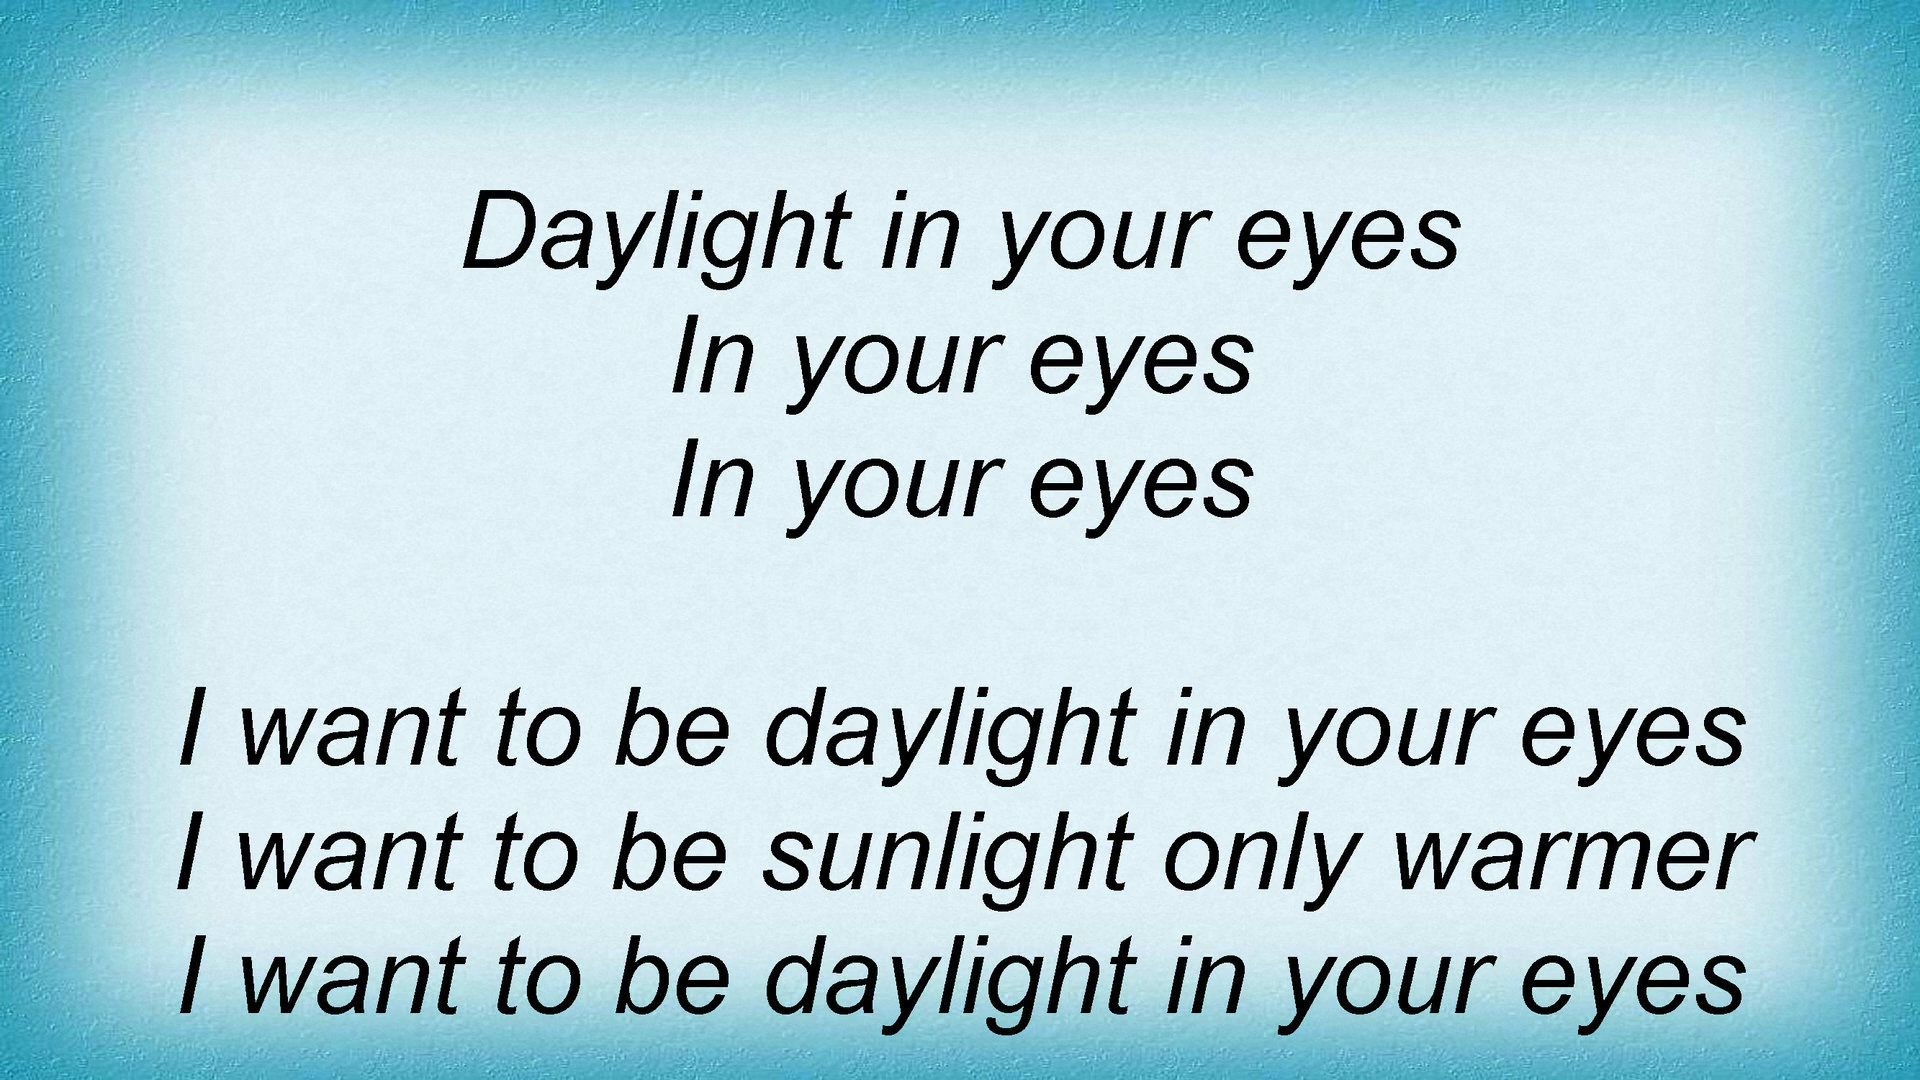 Daylight in your eyes
In your eyes
In your eyes
I want to be daylight in your eyes
I want to be sunlight only warmer
I want to be daylight in your eyes